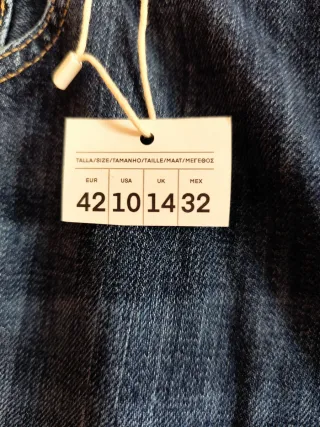 TALLA/SIZE/TAMANHO/TAILLE/MAAT/ΜΕΓΕΘΟΣ
EUR USA UK MEX
42 10 14 32